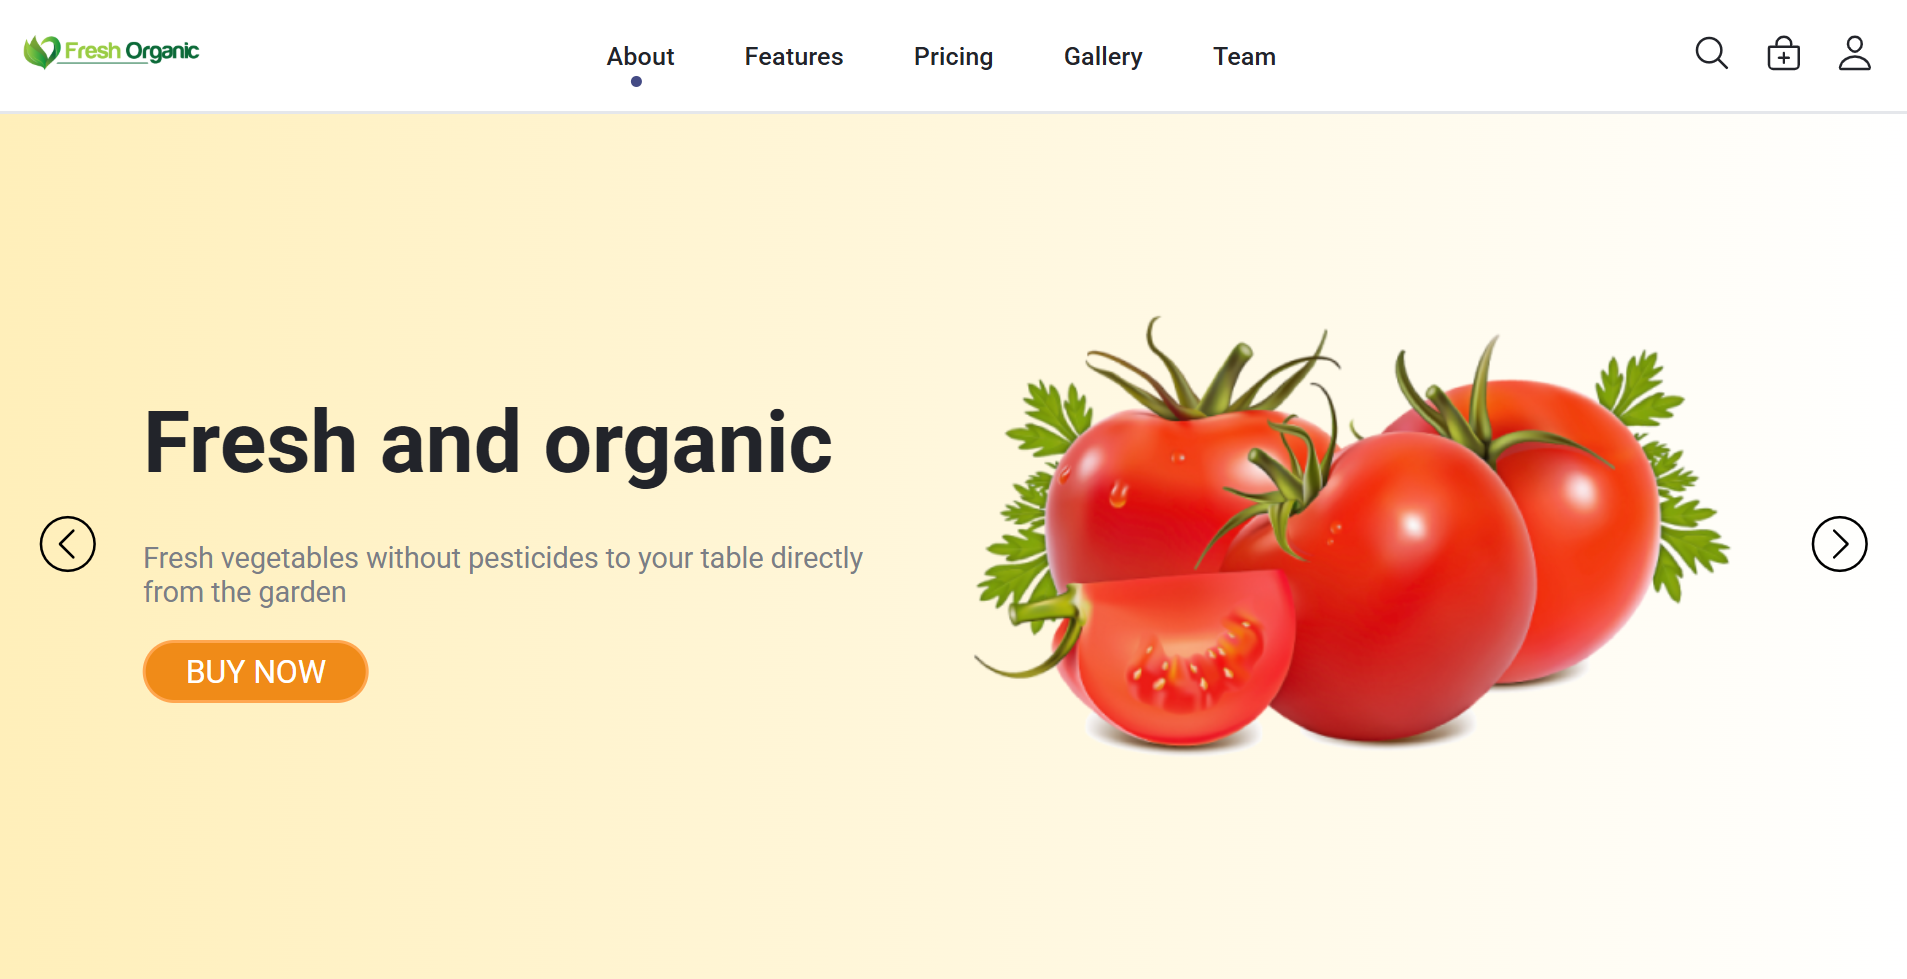 Fresh Organic
About
Features
Pricing
Gallery
Team
Fresh and organic
Fresh vegetables without pesticides to your table directly
from the garden
BUY NOW